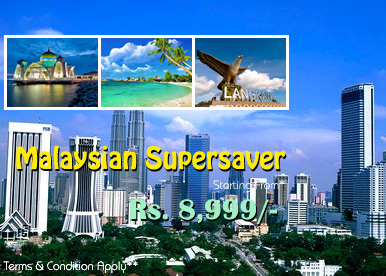 LANGKAWI
Malaysian Supersaver
Starting From
Rs. 8,999/-
Terms & Condition Apply**